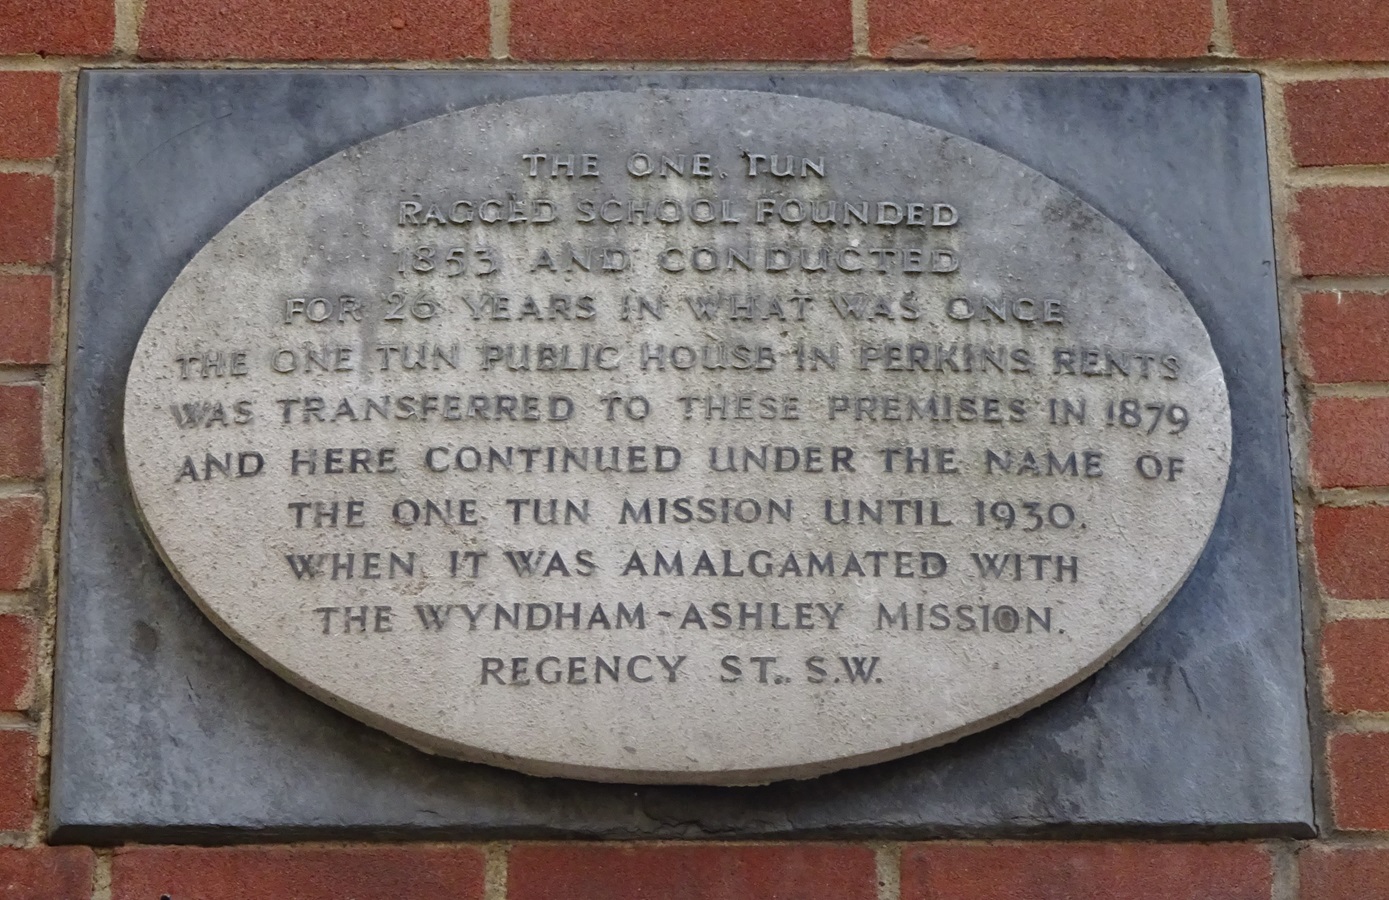 THE ONE TUN
RAGGED SCHOOL FOUNDED
1853 AND CONDUCTED
FOR 26 YEARS IN WHAT WAS ONCE
THE ONE TUN PUBLIC HOUSE IN PERKINS RENTS
WAS TRANSFERRED TO THESE PREMISES IN 1879
AND HERE CONTINUED UNDER THE NAME OF
THE ONE TUN MISSION UNTIL 1930.
WHEN IT WAS AMALGAMATED WITH
THE WYNDHAM-ASHLEY MISSION.
REGENCY ST. S.W.